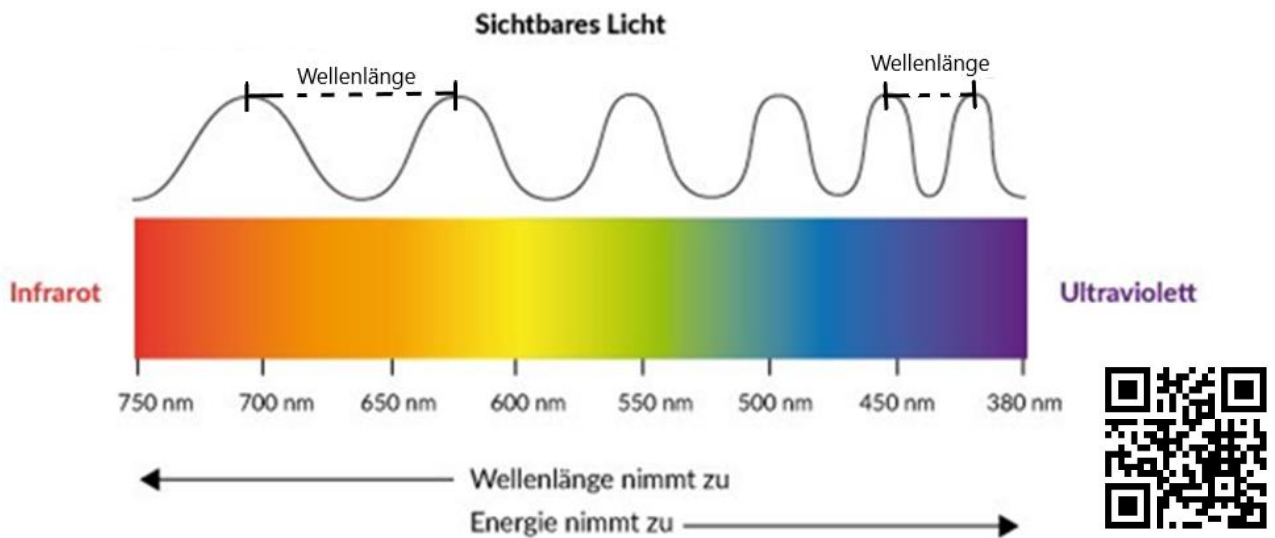 Sichtbares Licht
Wellenlänge
Wellenlänge
Infrarot
Ultraviolett
750 nm 700 nm 650 nm 600 nm 550 nm 500 nm 450 nm 380 nm
Wellenlänge nimmt zu
Energie nimmt zu